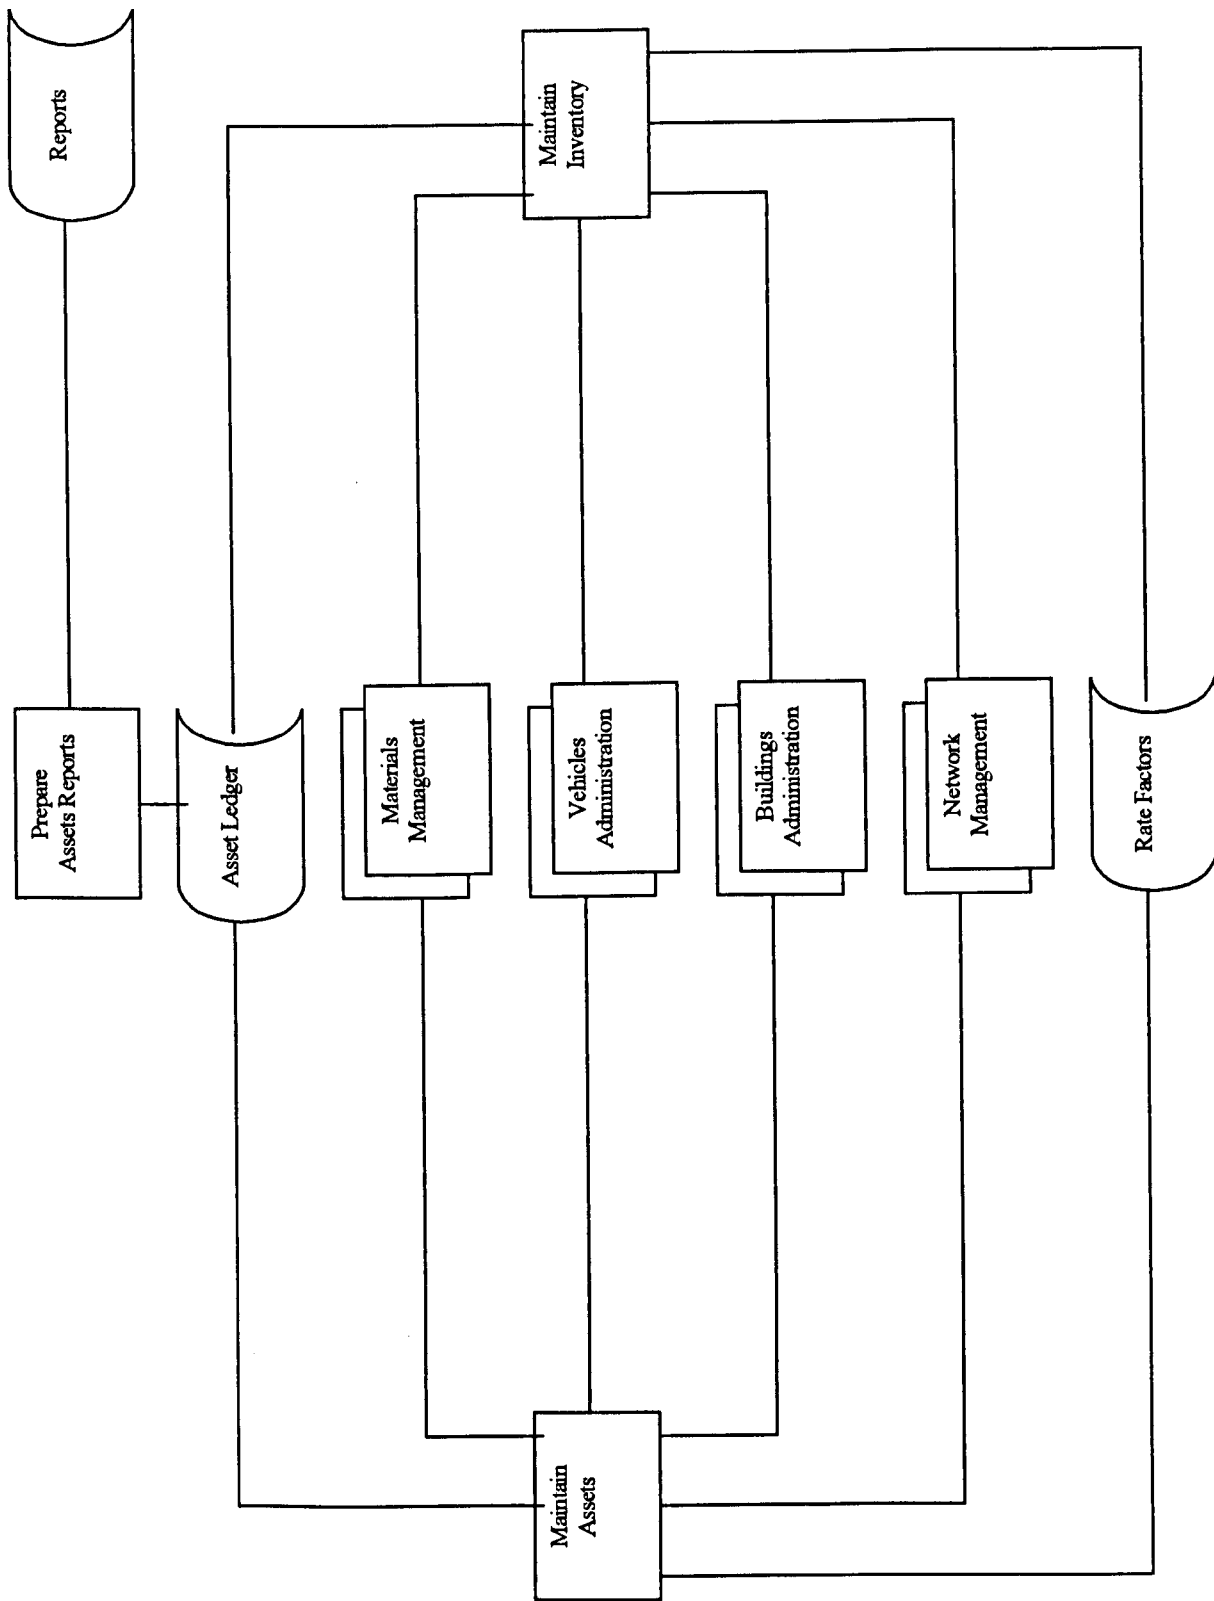 Reports
Prepare
Assets Reports
Asset Ledger
Materials
Management
Vehicles
Administration
Buildings
Administration
Network
Management
Rate Factors
Maintain
Inventory
Maintain
Assets